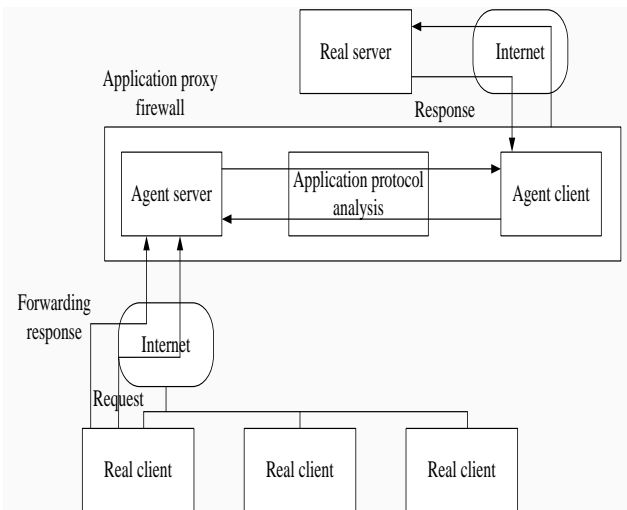 Real server
Internet
Application proxy
firewall
Response
Agent server
Application protocol
analysis
Agent client
Forwarding
response
Internet
Request
Real client
Real client
Real client